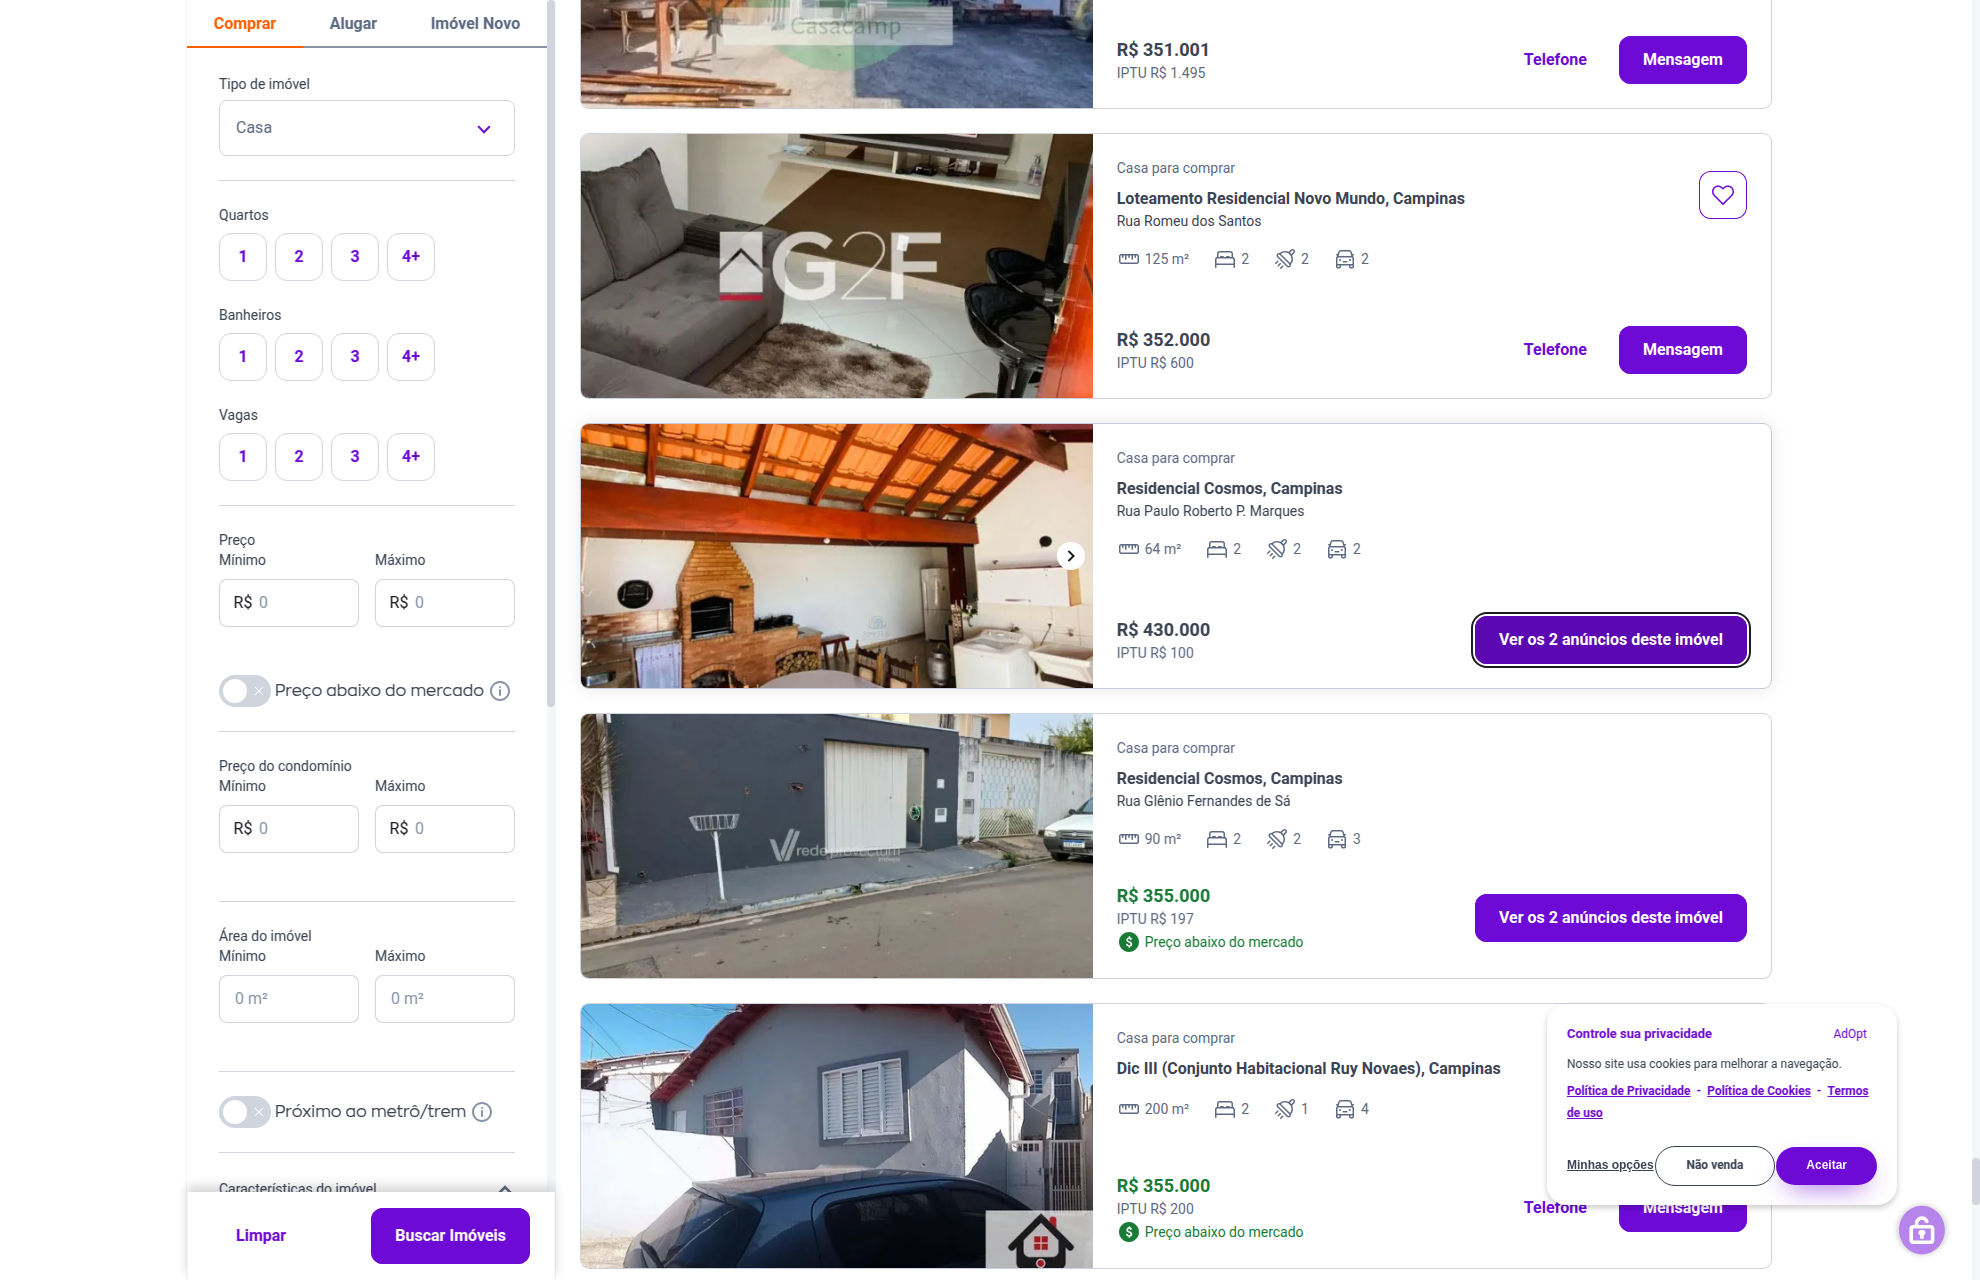 Comprar
Alugar
Imóvel Novo
Tipo de imóvel
Casa
Quartos
1
2
3
4+
Banheiros
1
2
3
4+
Vagas
1
2
3
4+
Preço
Mínimo
Máximo
R$ 0
R$ 0
Preço abaixo do mercado
Preço do condomínio
Mínimo
Máximo
R$ 0
R$ 0
Área do imóvel
Mínimo
Máximo
0 m²
0 m²
Próximo ao metrô/trem
Características do imóvel
Limpar
Buscar Imóveis
Casacamp
R$ 351.001
IPTU R$ 1.495
Telefone
Mensagem
G2F
Casa para comprar
Loteamento Residencial Novo Mundo, Campinas
Rua Romeu dos Santos
125 m²
2
2
2
R$ 352.000
IPTU R$ 600
Telefone
Mensagem
Casa para comprar
Residencial Cosmos, Campinas
Rua Paulo Roberto P. Marques
64 m²
2
2
2
R$ 430.000
IPTU R$ 100
Ver os 2 anúncios deste imóvel
rede provectum
Casa para comprar
Residencial Cosmos, Campinas
Rua Glênio Fernandes de Sá
90 m²
2
2
3
R$ 355.000
IPTU R$ 197
Preço abaixo do mercado
Ver os 2 anúncios deste imóvel
Casa para comprar
Dic III (Conjunto Habitacional Ruy Novaes), Campinas
200 m²
2
1
4
R$ 355.000
IPTU R$ 200
Preço abaixo do mercado
Telefone
Mensagem
Controle sua privacidade
AdOpt
Nosso site usa cookies para melhorar a navegação.
Política de Privacidade - Política de Cookies - Termos
de uso
Minhas opções
Não venda
Aceitar